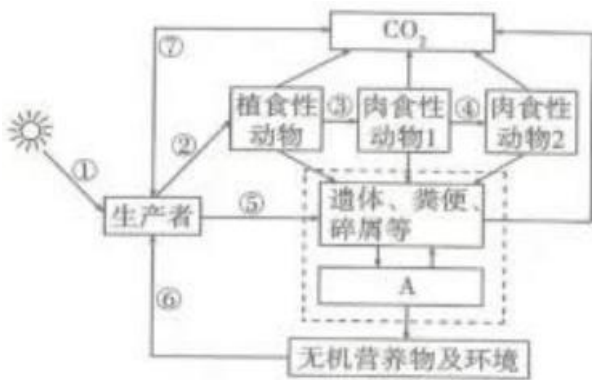 CO₂
⑦
植食性
动物
③
肉食性
动物1
④
肉食性
动物2
②
①
生产者
⑤
遗体、粪便、
碎屑等
A
⑥
无机营养物及环境